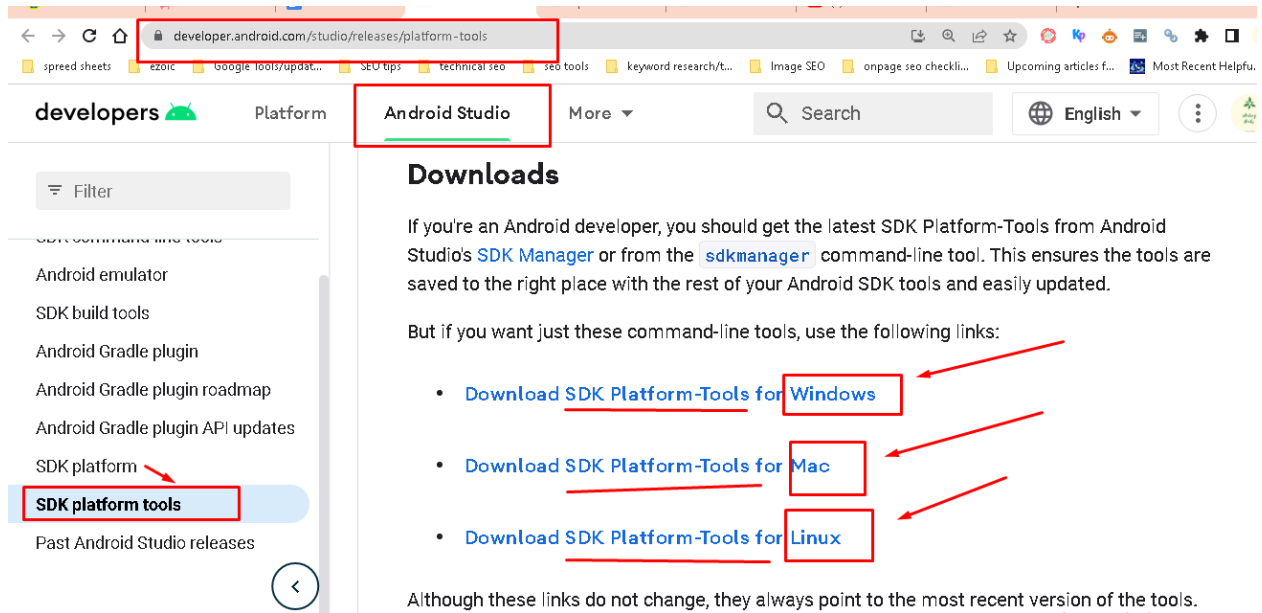 developer.android.com/studio/releases/platform-tools
spreed sheets ezoic Google Tools/updat... SEO tips technical seo seo tools keyword research/t... Image SEO onpage seo checkli... Upcoming articles f... Most Recent Helpfu.
developers Platform Android Studio More Search English
Filter
SDK command-line tools
Android emulator
SDK build tools
Android Gradle plugin
Android Gradle plugin roadmap
Android Gradle plugin API updates
SDK platform
SDK platform tools
Past Android Studio releases
Downloads
If you're an Android developer, you should get the latest SDK Platform-Tools from Android
Studio's SDK Manager or from the sdkmanager command-line tool. This ensures the tools are
saved to the right place with the rest of your Android SDK tools and easily updated.
But if you want just these command-line tools, use the following links:
• Download SDK Platform-Tools for Windows
• Download SDK Platform-Tools for Mac
• Download SDK Platform-Tools for Linux
Although these links do not change, they always point to the most recent version of the tools.